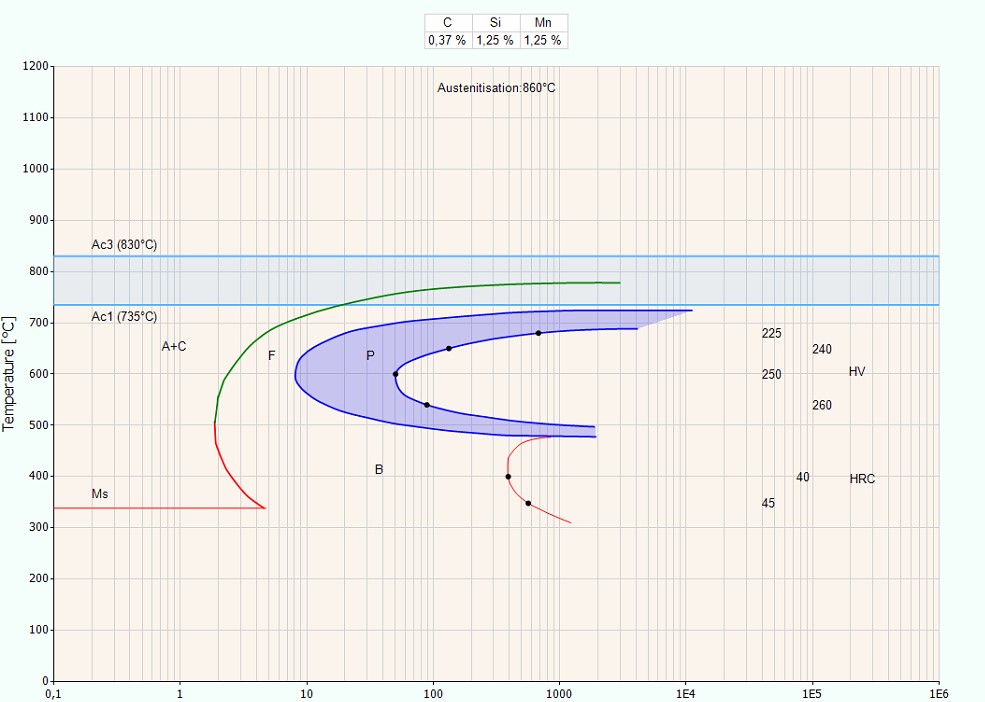 C Si Mn
0,37 % 1,25 % 1,25 %
1200
Austenitisation:860°C
1100
1000
900
Ac3 (830°C)
800
Ac1 (735°C)
700
225
A+C F P 240
600
250 HV
260
500
B
400
40 HRC
Ms 45
300
200
100
0
0,1 1 10 100 1000 1E4 1E5 1E6
Temperature [°C]